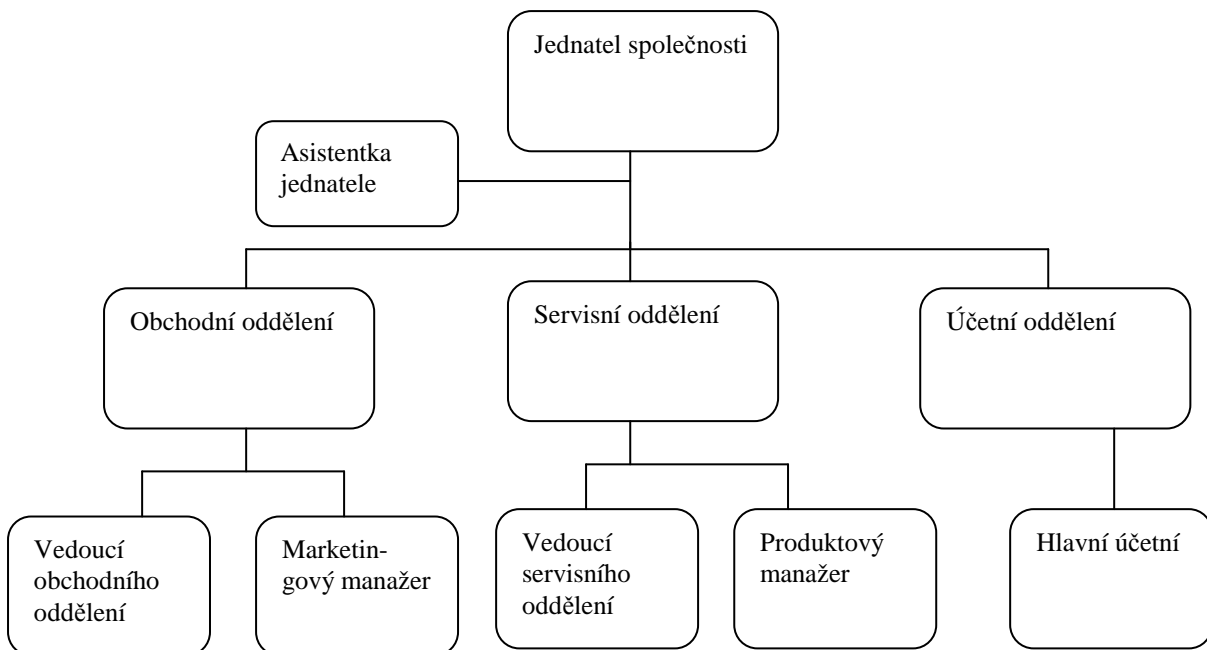 Jednatel společnosti
Asistentka
jednatele
Obchodní oddělení
Servisní oddělení
Účetní oddělení
Vedoucí
obchodního
oddělení
Marketin-
gový manažer
Vedoucí
servisního
oddělení
Produktový
manažer
Hlavní účetní